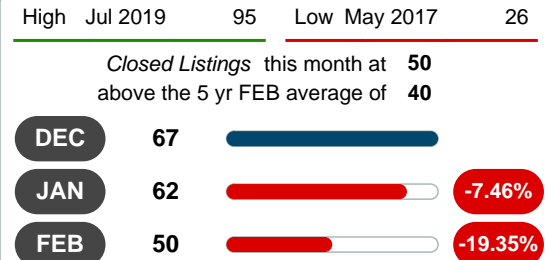 High Jul 2019 95 Low May 2017 26
Closed Listings this month at 50
above the 5 yr FEB average of 40
DEC 67
JAN 62 -7.46%
FEB 50 -19.35%